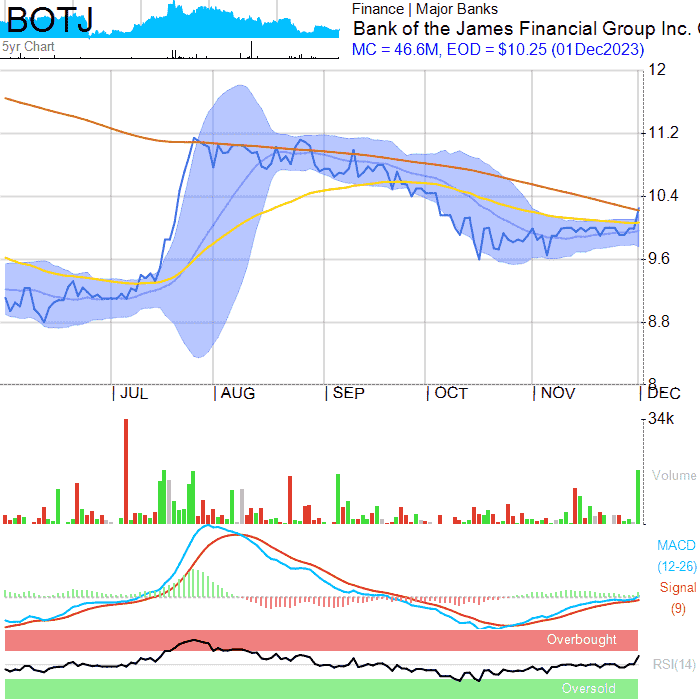 BOTJ
5yr Chart
Finance | Major Banks
Bank of the James Financial Group Inc.
MC = 46.6M, EOD = $10.25 (01Dec2023)
12
11.2
10.4
9.6
8.8
8
JUL AUG SEP OCT NOV DEC
34k
Volume
MACD
(12-26)
Signal
(9)
Overbought
RSI(14)
Oversold